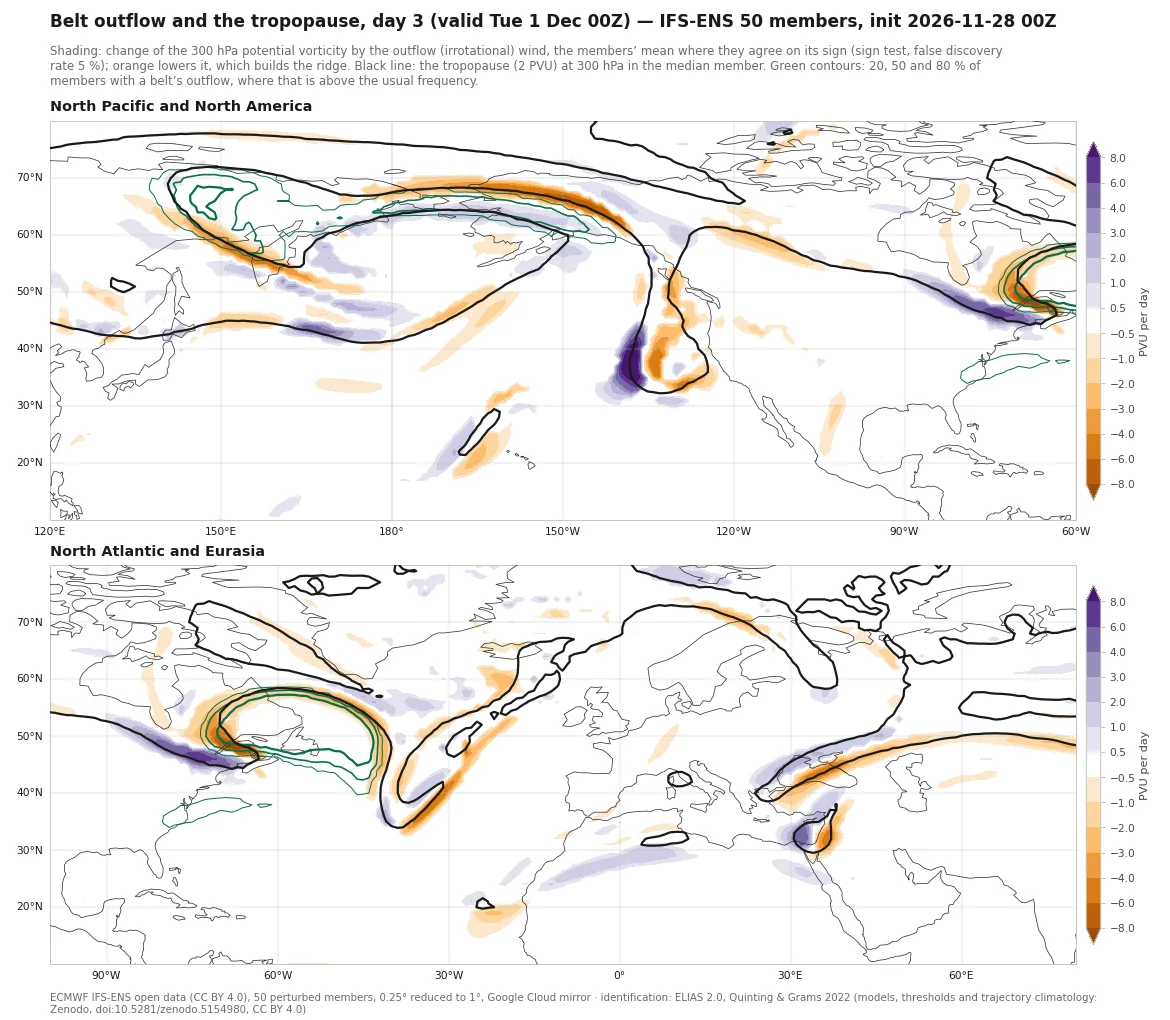 Belt outflow and the tropopause, day 3 (valid Tue 1 Dec 00Z) — IFS-ENS 50 members, init 2026-11-28 00Z
Shading: change of the 300 hPa potential vorticity by the outflow (irrotational) wind, the members’ mean where they agree on its sign (sign test, false discovery
rate 5 %); orange lowers it, which builds the ridge. Black line: the tropopause (2 PVU) at 300 hPa in the median member. Green contours: 20, 50 and 80 % of
members with a belt’s outflow, where that is above the usual frequency.
North Pacific and North America
70°N
60°N
50°N
40°N
30°N
20°N
120°E
150°E
180°
150°W
120°W
90°W
60°W
8.0
6.0
4.0
3.0
2.0
1.0
0.5
−0.5
−1.0
−2.0
−3.0
−4.0
−6.0
−8.0
PVU per day
North Atlantic and Eurasia
70°N
60°N
50°N
40°N
30°N
20°N
90°W
60°W
30°W
0°
30°E
60°E
8.0
6.0
4.0
3.0
2.0
1.0
0.5
−0.5
−1.0
−2.0
−3.0
−4.0
−6.0
−8.0
PVU per day
ECMWF IFS-ENS open data (CC BY 4.0), 50 perturbed members, 0.25° reduced to 1°, Google Cloud mirror · identification: ELIAS 2.0, Quinting & Grams 2022 (models, thresholds and trajectory climatology:
Zenodo, doi:10.5281/zenodo.5154980, CC BY 4.0)